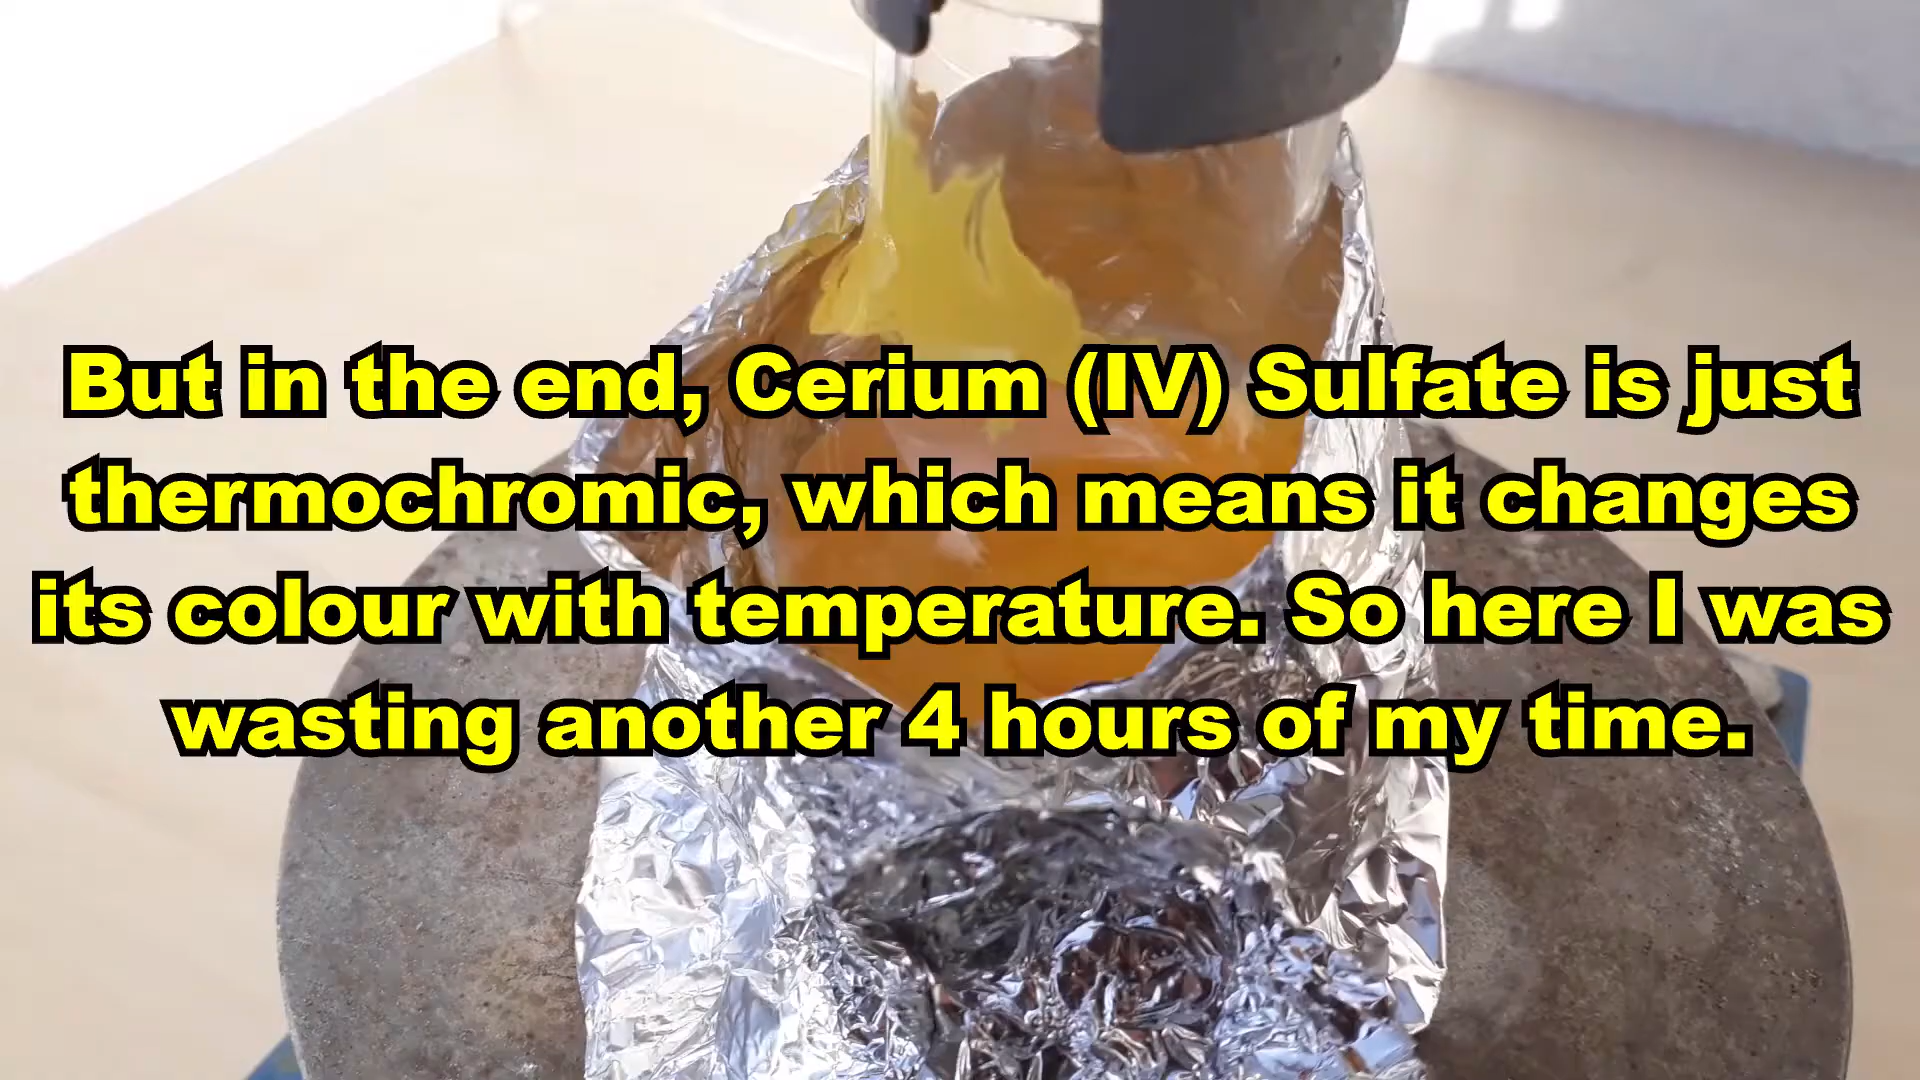 But in the end, Cerium (IV) Sulfate is just
thermochromic, which means it changes
its colour with temperature. So here I was
wasting another 4 hours of my time.